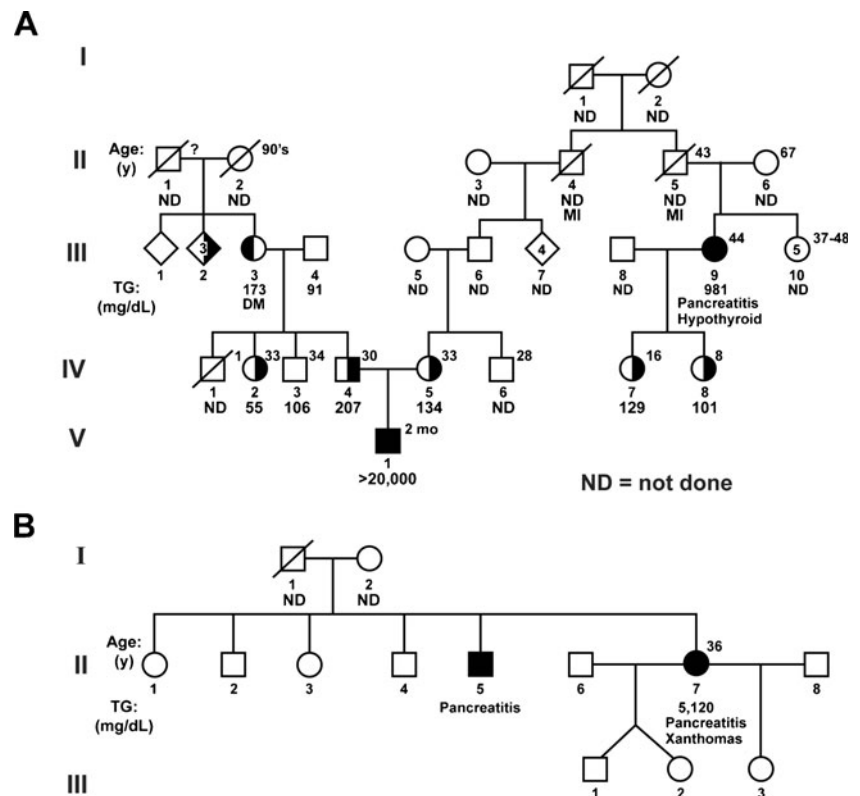 A
I
1
ND
2
ND
II
Age:
(y)
?
90's
43
67
1
ND
2
ND
3
ND
4
ND
MI
5
ND
MI
6
ND
III
3
4
44
5
37-48
1
2
3
173
DM
4
91
5
ND
6
ND
7
ND
8
ND
9
981
Pancreatitis
Hypothyroid
10
ND
TG:
(mg/dL)
IV
1
33
34
30
33
28
16
8
1
ND
2
55
3
106
4
207
5
134
6
ND
7
129
8
101
V
2 mo
1
>20,000
ND = not done
B
I
1
ND
2
ND
II
Age:
(y)
36
1
2
3
4
5
Pancreatitis
6
7
5,120
Pancreatitis
Xanthomas
8
TG:
(mg/dL)
III
1
2
3